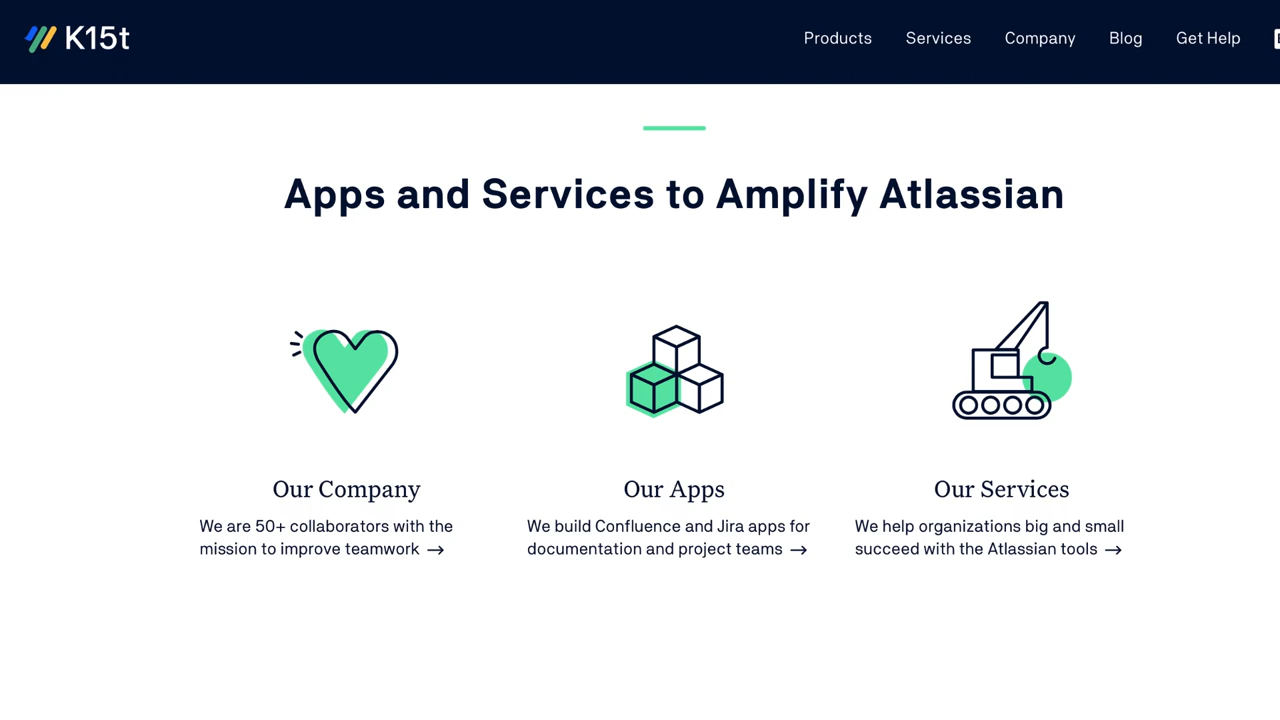 K15t
Products Services Company Blog Get Help
Apps and Services to Amplify Atlassian
Our Company
We are 50+ collaborators with the
mission to improve teamwork →
Our Apps
We build Confluence and Jira apps for
documentation and project teams →
Our Services
We help organizations big and small
succeed with the Atlassian tools →